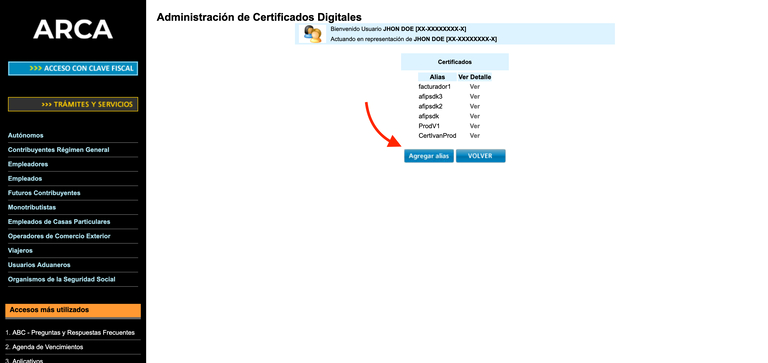 ARCA
>>> ACCESO CON CLAVE FISCAL
>>> TRÁMITES Y SERVICIOS
Autónomos
Contribuyentes Régimen General
Empleadores
Empleados
Futuros Contribuyentes
Monotributistas
Empleados de Casas Particulares
Operadores de Comercio Exterior
Viajeros
Usuarios Aduaneros
Organismos de la Seguridad Social
Accesos más utilizados
1. ABC - Preguntas y Respuestas Frecuentes
2. Agenda de Vencimientos
3. Aplicativos
Administración de Certificados Digitales
Bienvenido Usuario JHON DOE [XX-XXXXXXXX-X]
Actuando en representación de JHON DOE [XX-XXXXXXXX-X]
Certificados
Alias Ver Detalle
facturador1 Ver
afipsdk3 Ver
afipsdk2 Ver
afipsdk Ver
ProdV1 Ver
CertIvanProd Ver
Agregar alias VOLVER